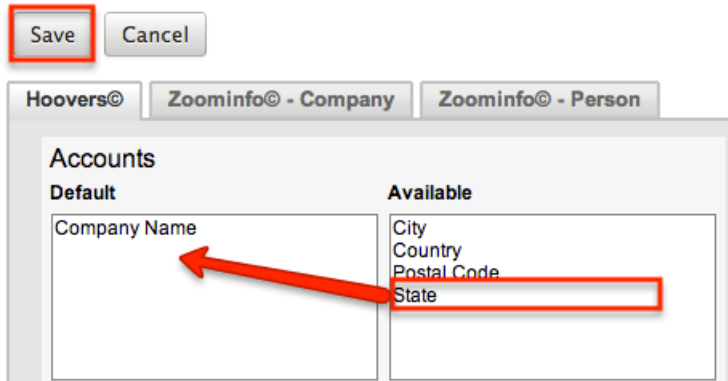 Save Cancel
Hoovers© Zoominfo© - Company Zoominfo© - Person
Accounts
Default Available
Company Name City
Country
Postal Code
State